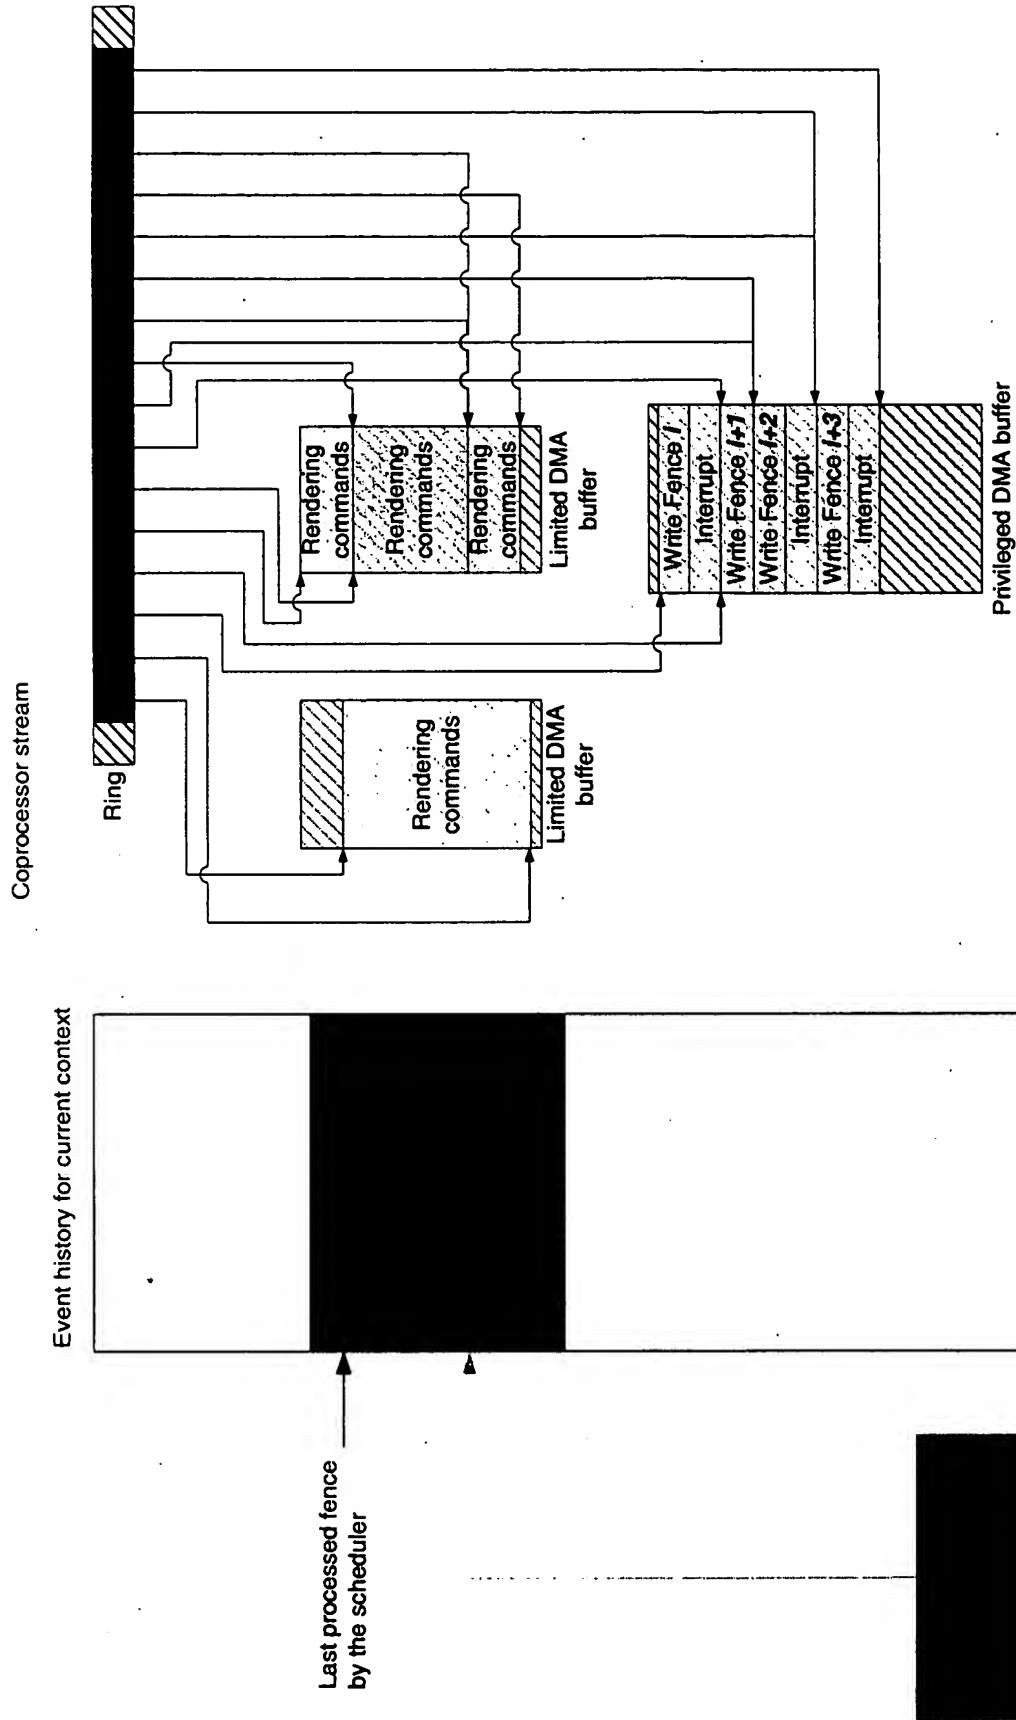 Coprocessor stream
Ring
Rendering
commands
Limited DMA
buffer
Rendering
commands
Rendering
commands
Rendering
commands
Limited DMA
buffer
Write Fence I
Interrupt
Write Fence I+1
Write Fence I+2
Interrupt
Write Fence I+3
Interrupt
Privileged DMA buffer
Event history for current context
Last processed fence
by the scheduler